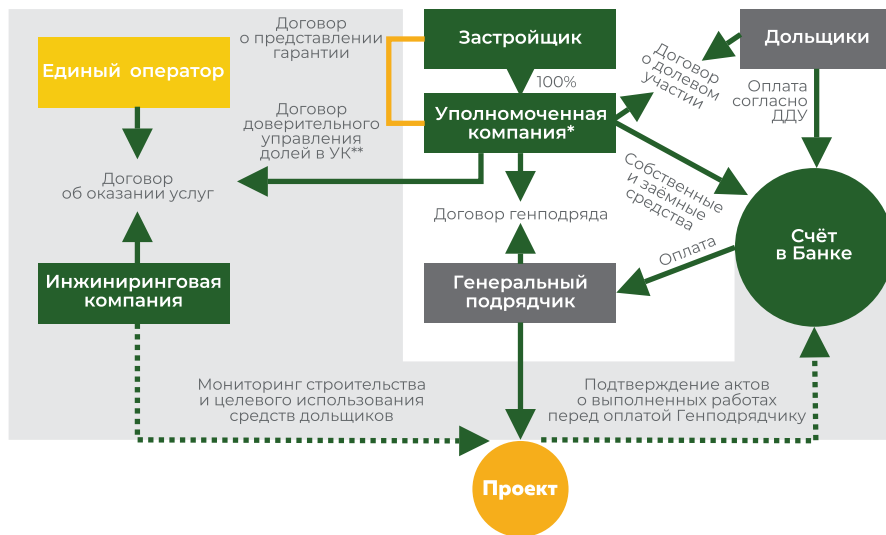 Договор
о представлении
гарантии
Застройщик
Дольщики
Единый оператор
100%
Договор
о долевом
участии
Оплата
согласно
ДДУ
Договор
доверительного
управления
долей в УК**
Уполномоченная
компания*
Договор
об оказании услуг
Собственные
и заёмные
средства
Договор генподряда
Счёт
в Банке
Оплата
Инжиниринговая
компания
Генеральный
подрядчик
Мониторинг строительства
и целевого использования
средств дольщиков
Подтверждение актов
о выполненных работах
перед оплатой Генподрядчику
Проект